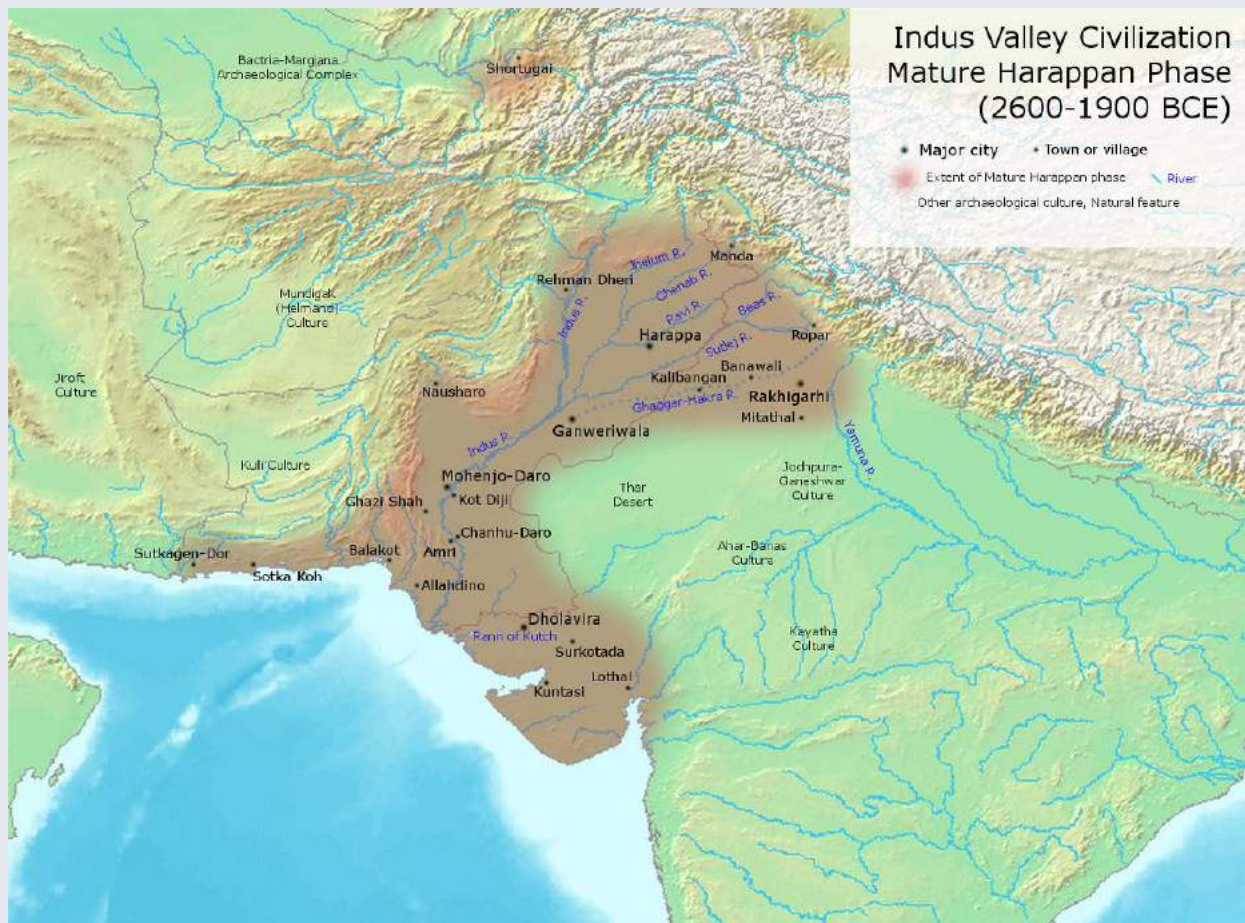 Indus Valley Civilization
Mature Harappan Phase
(2600-1900 BCE)
Major city
Town or village
Extent of Mature Harappan phase
River
Other archaeological culture, Natural feature
Bactria-Margiana
Archaeological Complex
Shortugai
Manda
Jhelum R.
Rehman Dheri
Chenab R.
Mundigak
(Helmand)
Culture
Indus R.
Ravi R.
Beas R.
Harappa
Ropar
Sutlej R.
Banawali
Jiroft
Culture
Nausharo
Kalibangan
Rakhigarhi
Ghaggar-Hakra R.
Mitathal
Ganweriwala
Yamuna R.
Indus R.
Kulli Culture
Mohenjo-Daro
Jodhpura-
Ganeshwar
Culture
Thar
Desert
Ghazi Shah
Kot Diji
Chanhu-Daro
Amri
Ahar-Banas
Culture
Sutkagen-Dor
Balakot
Sotka Koh
Allahdino
Dholavira
Rann of Kutch
Kayatha
Culture
Surkotada
Lothal
Kuntasi